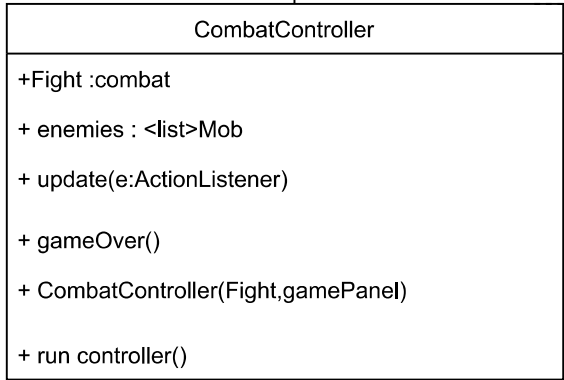 CombatController
+Fight :combat
+ enemies : <list>Mob
+ update(e:ActionListener)
+ gameOver()
+ CombatController(Fight,gamePanel)
+ run controller()